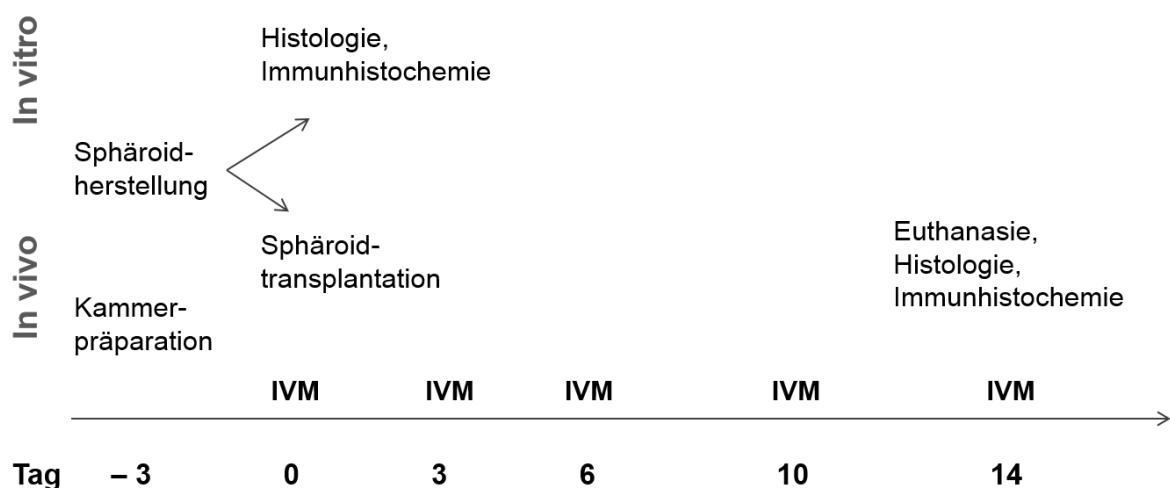 In vitro
Histologie,
Immunhistochemie
Sphäroid-
herstellung
In vivo
Sphäroid-
transplantation
Euthanasie,
Histologie,
Immunhistochemie
Kammer-
präparation
IVM IVM IVM IVM IVM
Tag – 3 0 3 6 10 14